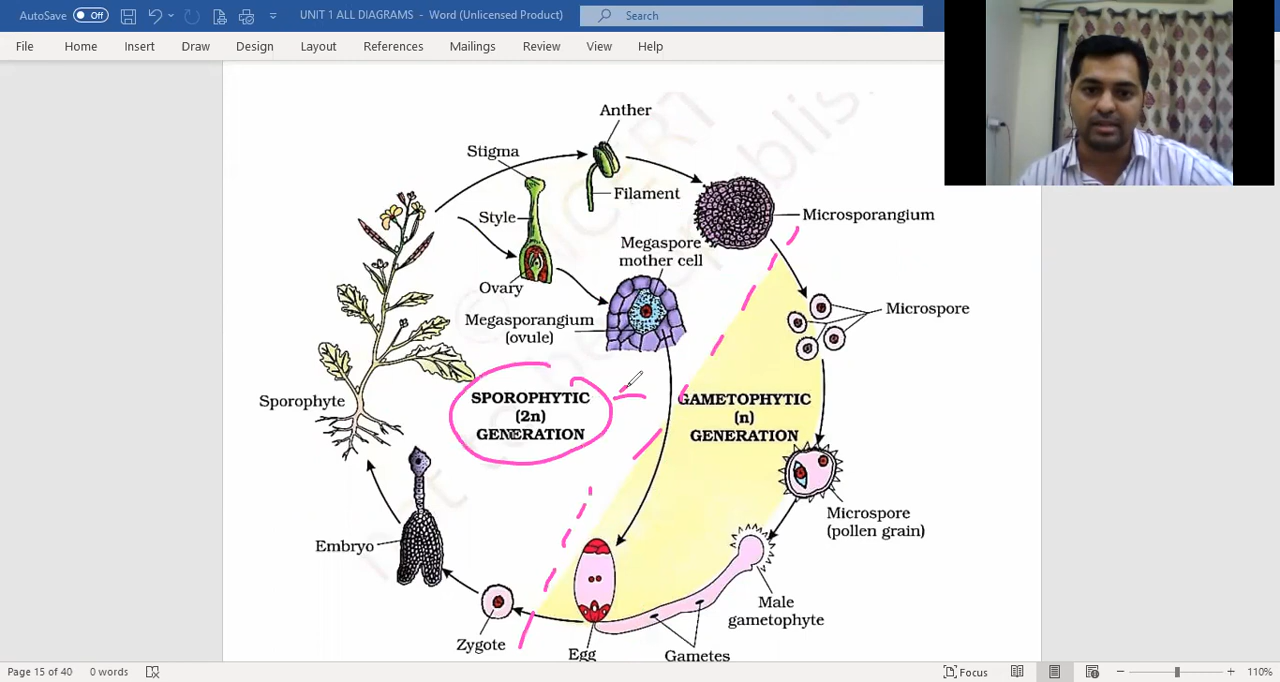 AutoSave Off
UNIT 1 ALL DIAGRAMS - Word (Unlicensed Product)
Search
File Home Insert Draw Design Layout References Mailings Review View Help
Anther
Stigma
Filament
Style
Microsporangium
Megaspore
mother cell
Ovary
Microspore
Megasporangium
(ovule)
SPOROPHYTIC
(2n)
GENERATION
GAMETOPHYTIC
(n)
GENERATION
Sporophyte
Microspore
(pollen grain)
Embryo
Male
gametophyte
Zygote
Egg
Gametes
Page 15 of 40 0 words
Focus
110%